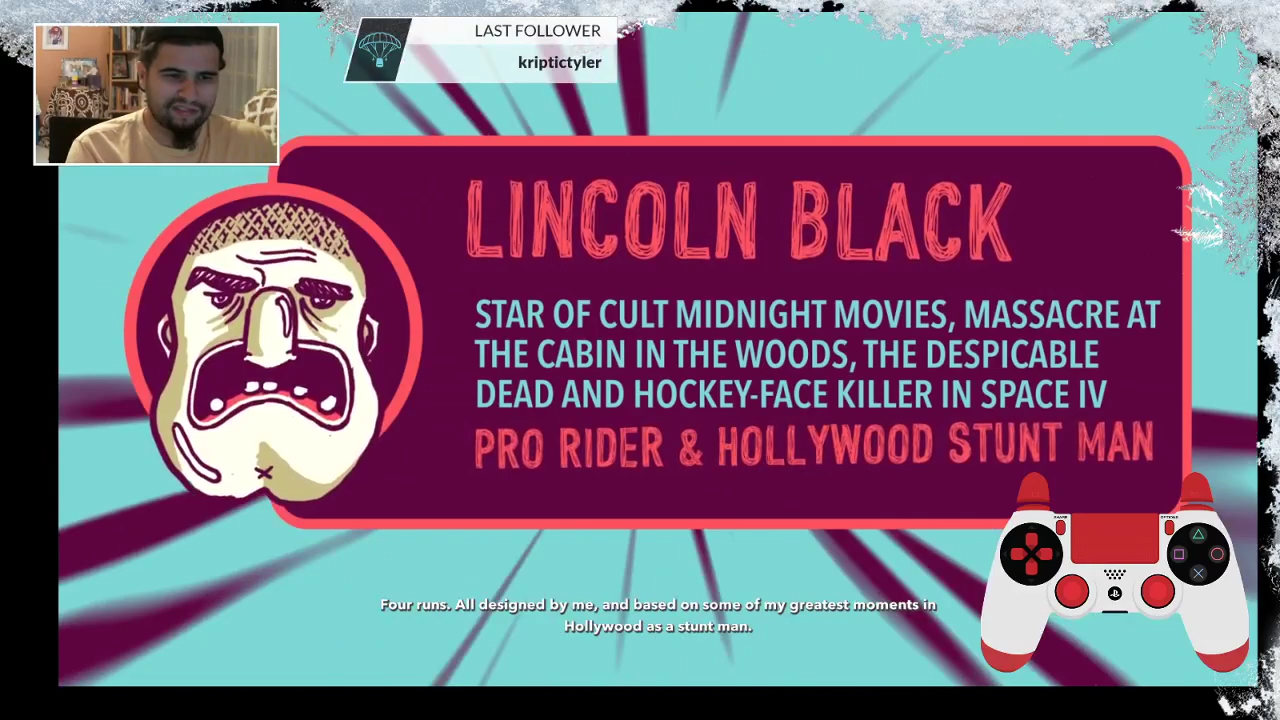 LAST FOLLOWER
kriptictyler
LINCOLN BLACK
STAR OF CULT MIDNIGHT MOVIES, MASSACRE AT
THE CABIN IN THE WOODS, THE DESPICABLE
DEAD AND HOCKEY-FACE KILLER IN SPACE IV
PRO RIDER & HOLLYWOOD STUNT MAN
SHARE
OPTIONS
Four runs. All designed by me, and based on some of my greatest moments in
Hollywood as a stunt man.